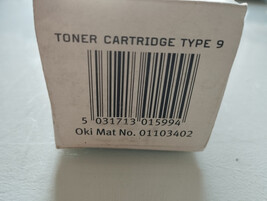 TONER CARTRIDGE TYPE 9
5 031713 015994
Oki Mat No. 01103402